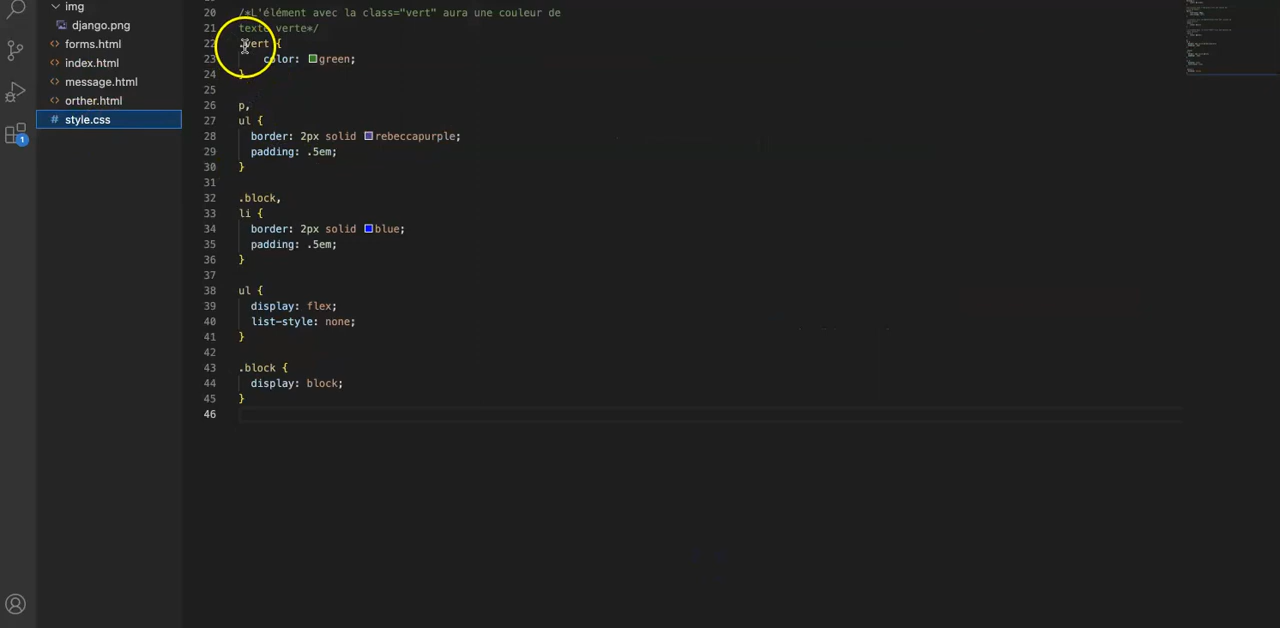 img
django.png
forms.html
index.html
message.html
orther.html
# style.css
1
20 /*L'élément avec la class="vert" aura une couleur de
21 texte verte*/
22 .vert {
23 color: green;
24 }
25
26 p,
27 ul {
28 border: 2px solid rebeccapurple;
29 padding: .5em;
30 }
31
32 .block,
33 li {
34 border: 2px solid blue;
35 padding: .5em;
36 }
37
38 ul {
39 display: flex;
40 list-style: none;
41 }
42
43 .block {
44 display: block;
45 }
46